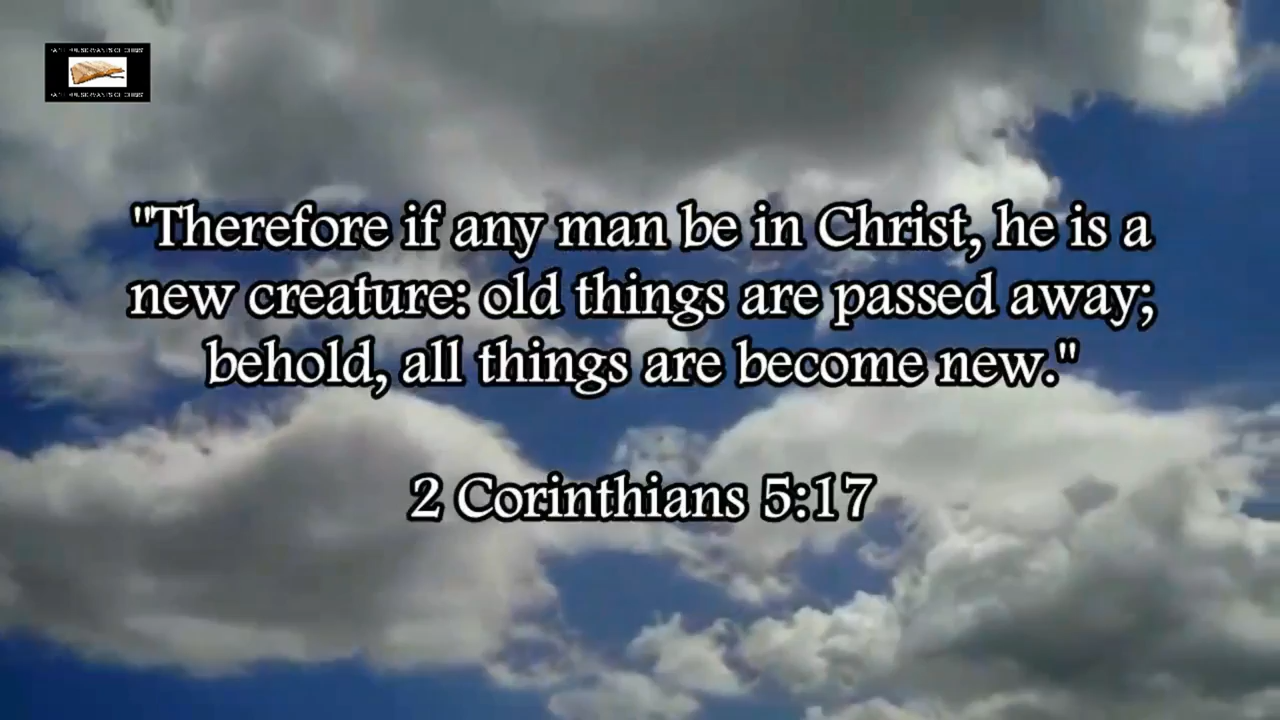 "Therefore if any man be in Christ, he is a
new creature: old things are passed away;
behold, all things are become new."
2 Corinthians 5:17